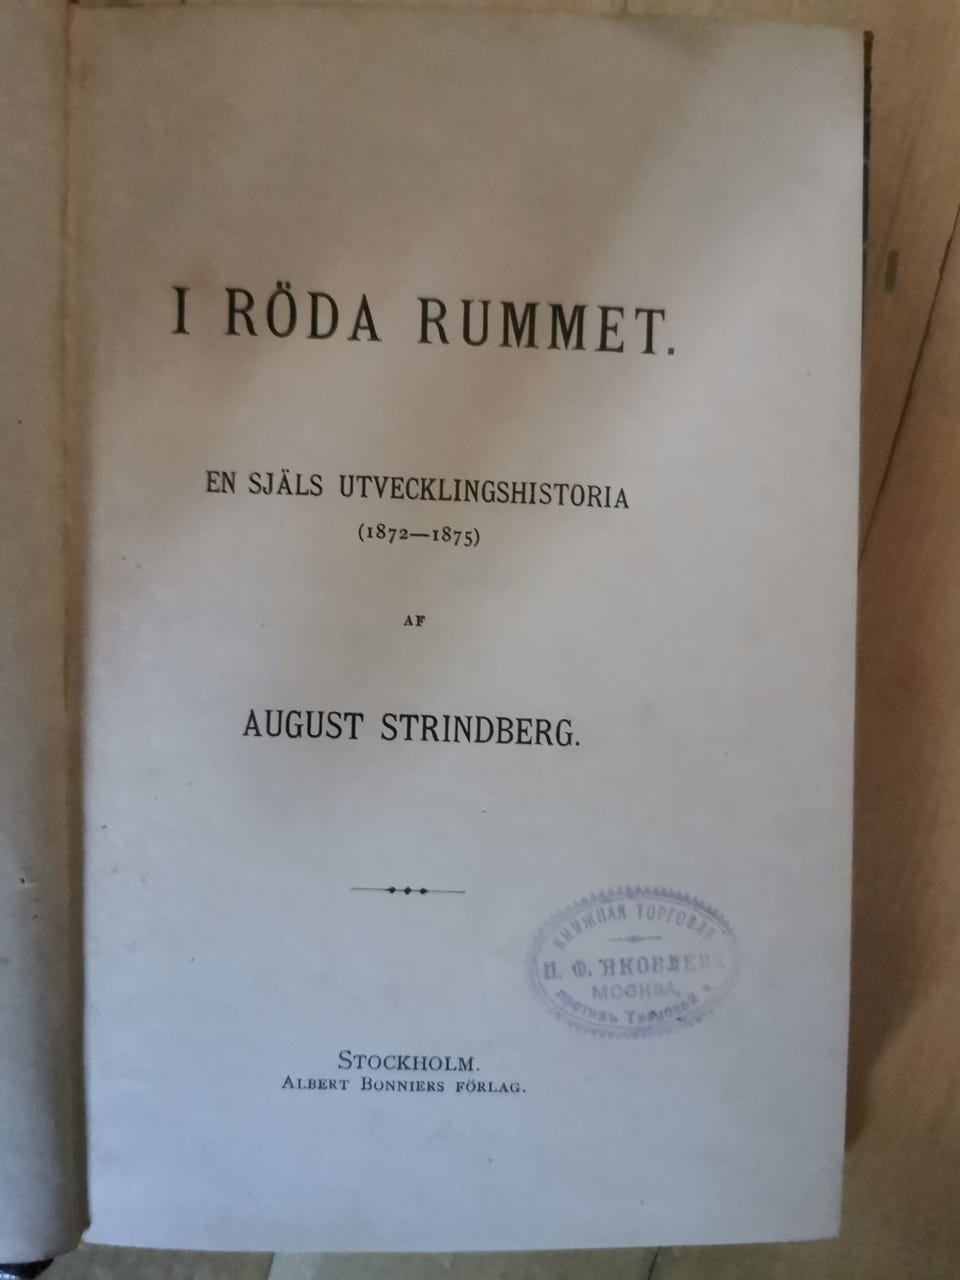 I RÖDA RUMMET.
EN SJÄLS UTVECKLINGSHISTORIA
(1872—1875)
AF
AUGUST STRINDBERG.
КНИЖНАЯ ТОРГОВЛЯ
Ф. ЯКОВЛЕВА
МОСКВА,
противъ
STOCKHOLM.
ALBERT BONNIERS FÖRLAG.